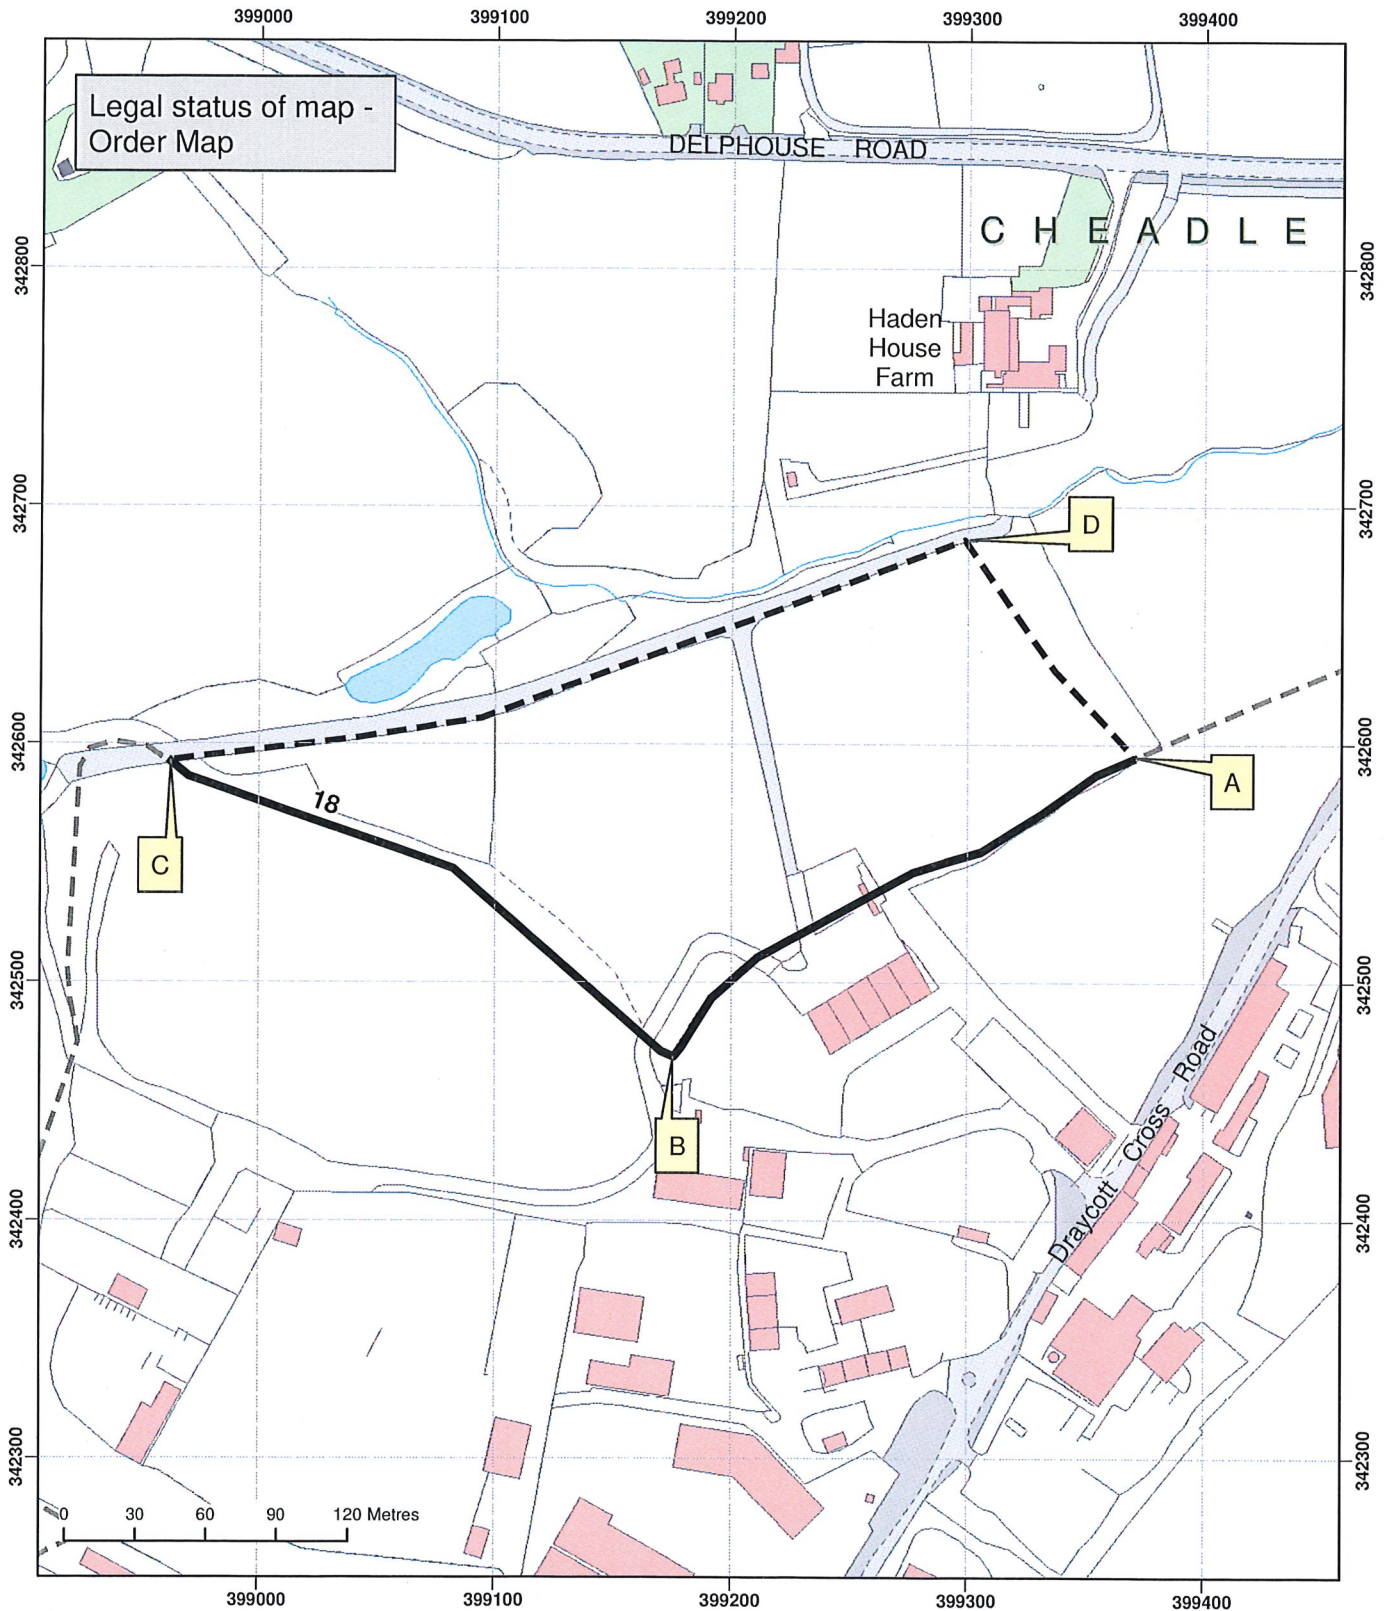 399000 399100 399200 399300 399400
Legal status of map -
Order Map
DELPHOUSE ROAD
CHEADLE
342800 342800
Haden
House
Farm
342700 342700
D
342600 342600
A
18
C
342500 342500
Draycott Cross Road
B
342400 342400
342300 342300
0 30 60 90 120 Metres
399000 399100 399200 399300 399400